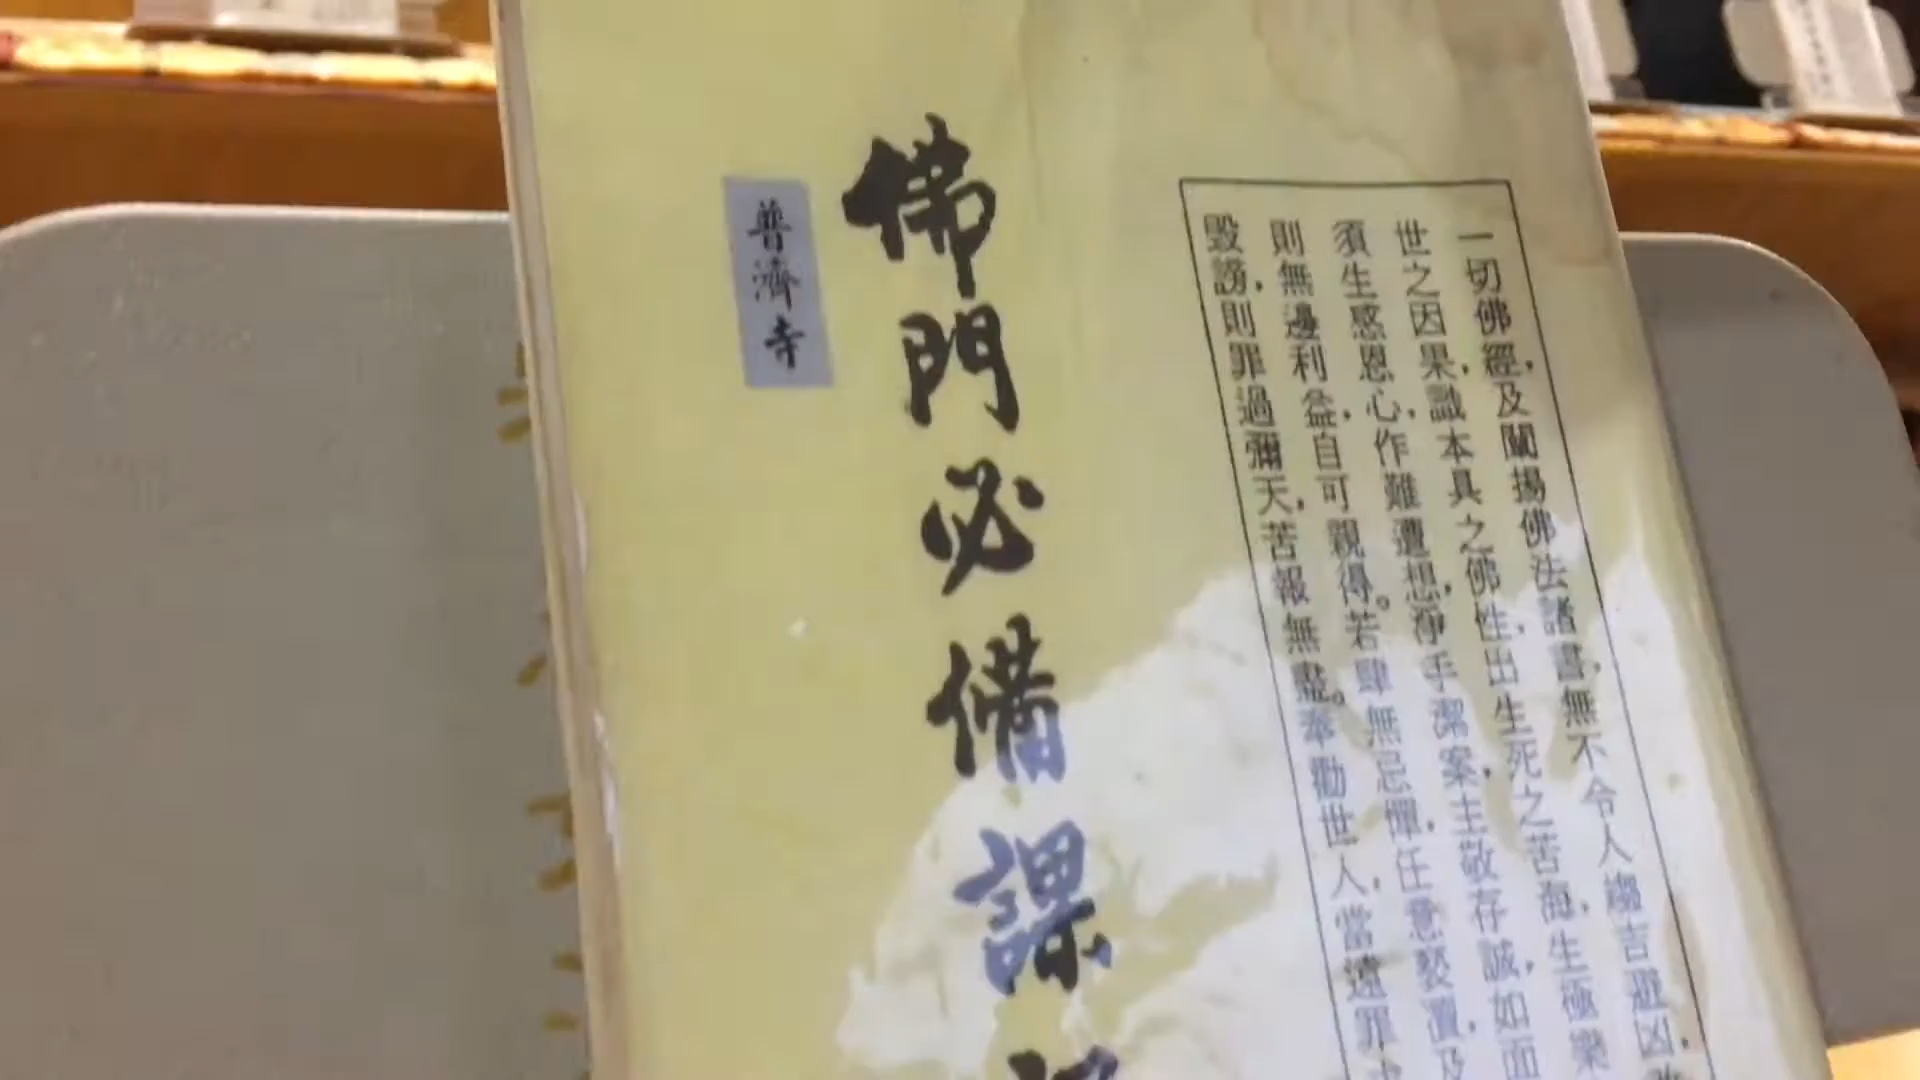 一切佛經,及闡揚佛法諸書,無不令人趨吉避凶,
世之因果,識本具之佛性,出生死之苦海,生極樂
須生感恩心,作難遭想,淨手潔案,主敬存誠,如面
則無邊利益,自可親得。若肆無忌憚,任意褻瀆,及
毀謗,則罪過彌天,苦報無盡。奉勸世人,當遠罪
佛門必備課
普濟寺